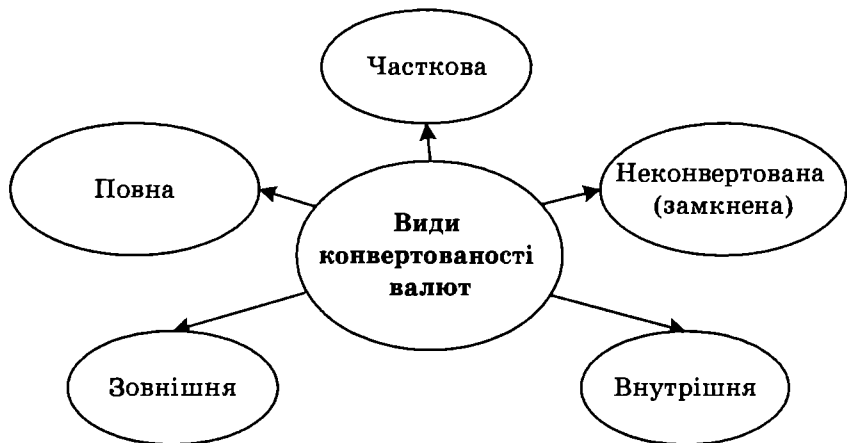 Часткова
Повна
Неконвертована
(замкнена)
Види
конвертованості
валют
Зовнішня
Внутрішня